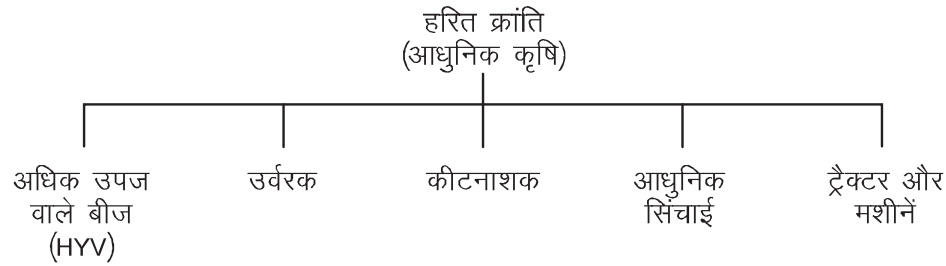 हरित क्रांति
(आधुनिक कृषि)
अधिक उपज
वाले बीज
(HYV)
उर्वरक
कीटनाशक
आधुनिक
सिंचाई
ट्रैक्टर और
मशीनें